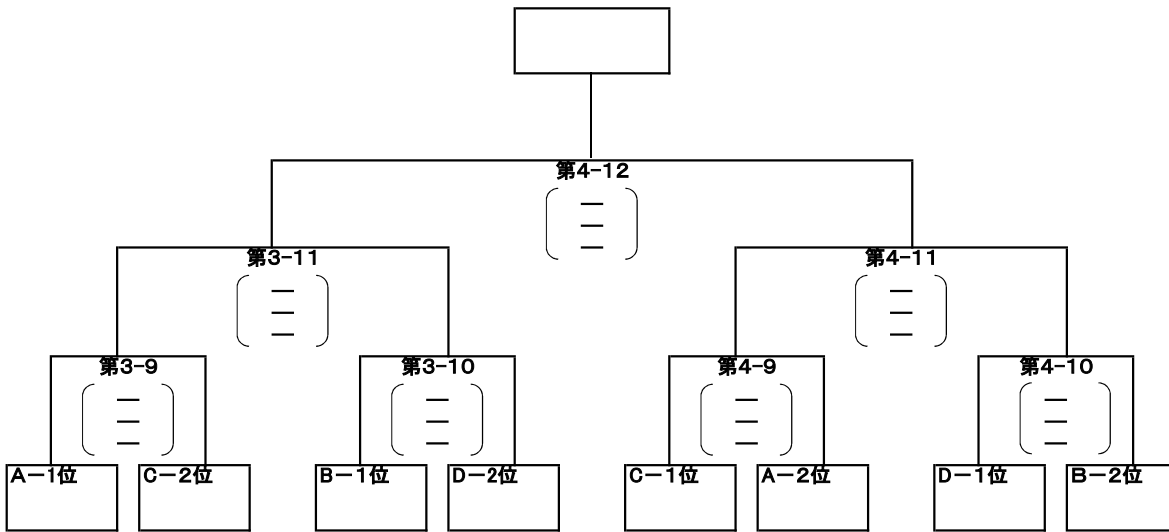 第4-12
—
—
—
第3-11
第4-11
—
—
—
—
—
—
第3-9
第3-10
第4-9
第4-10
—
—
—
—
—
—
—
—
—
—
—
—
A－1位
C－2位
B－1位
D－2位
C－1位
A－2位
D－1位
B－2位